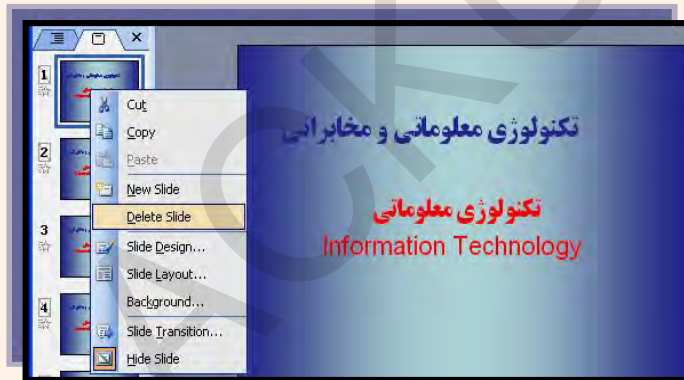 1
2
3
4
Cut
Copy
Paste
New Slide
Delete Slide
Slide Design...
Slide Layout...
Background...
Slide Transition...
Hide Slide
تکنولوژی معلوماتی و مخابراتی
تکنولوژی معلوماتی
Information Technology